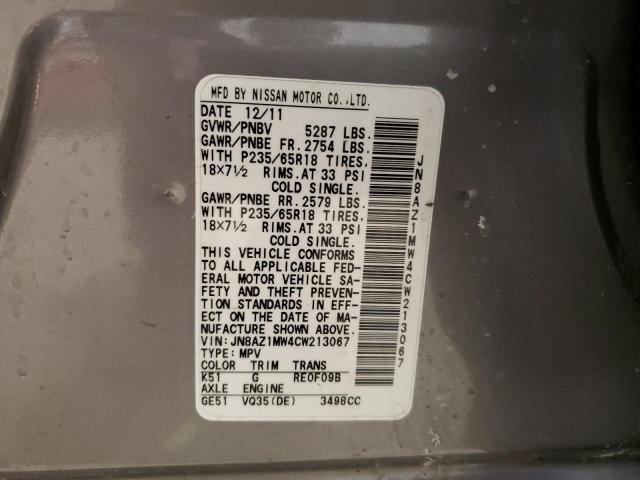 MFD BY NISSAN MOTOR CO.,LTD.
DATE 12/11
GVWR/PNBV 5287 LBS.
GAWR/PNBE FR. 2754 LBS.
WITH P235/65R18 TIRES,
18×7½ RIMS. AT 33 PSI
COLD SINGLE.
GAWR/PNBE RR. 2579 LBS.
WITH P235/65R18 TIRES,
18×7½ RIMS. AT 33 PSI
COLD SINGLE.
THIS VEHICLE CONFORMS
TO ALL APPLICABLE FED-
ERAL MOTOR VEHICLE SA-
FETY AND THEFT PREVEN-
TION STANDARDS IN EFF-
ECT ON THE DATE OF MA-
NUFACTURE SHOWN ABOVE.
VIN: JN8AZ1MW4CW213067
TYPE: MPV
COLOR TRIM TRANS
K51 G RE0F09B
AXLE ENGINE
GE51 VQ35(DE) 3498CC
JN8AZ1MW4CW213067